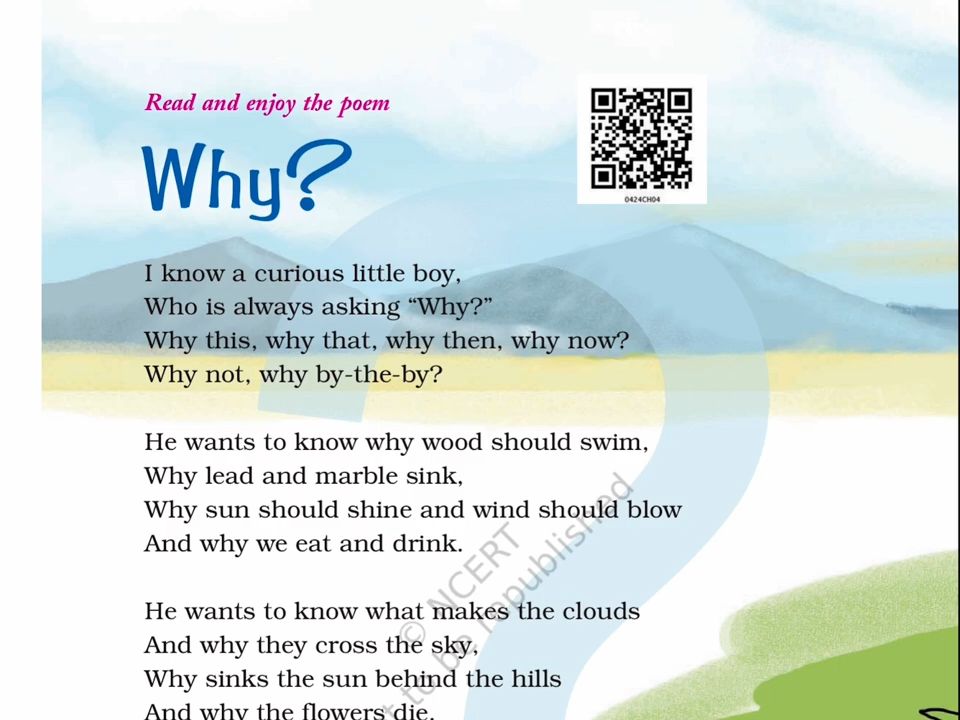 Read and enjoy the poem
Why?
0424CH04
I know a curious little boy,
Who is always asking “Why?”
Why this, why that, why then, why now?
Why not, why by-the-by?
He wants to know why wood should swim,
Why lead and marble sink,
Why sun should shine and wind should blow
And why we eat and drink.
He wants to know what makes the clouds
And why they cross the sky,
Why sinks the sun behind the hills
And why the flowers die.
© NCERT
to be republished